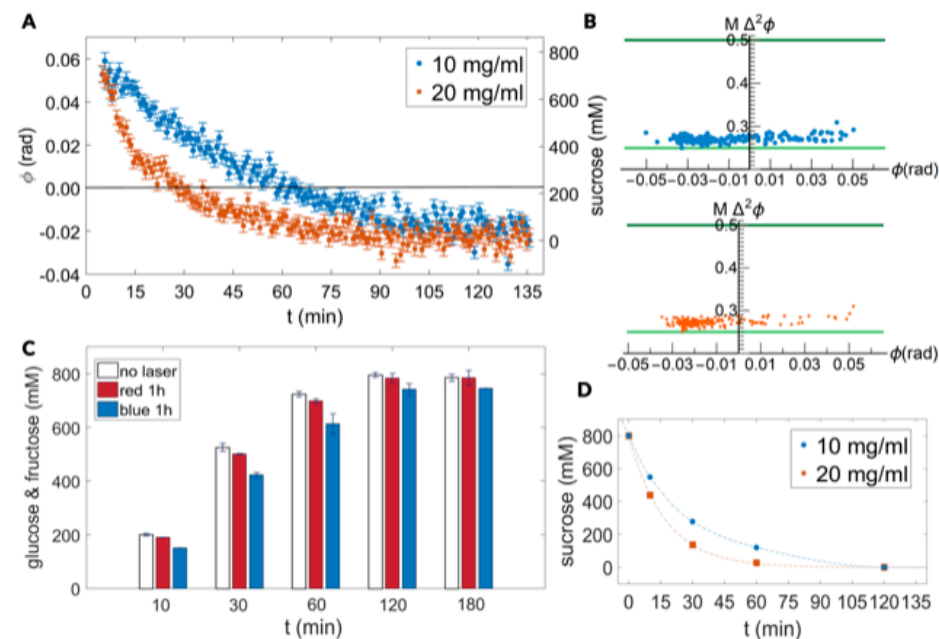 A
ϕ (rad)
0.06
0.04
0.02
0.00
-0.02
-0.04
10 mg/ml
20 mg/ml
800
600
400
200
0
sucrose (mM)
0 15 30 45 60 75 90 105 120 135
t (min)
B
M Δ²ϕ
0.5
0.4
0.3
-0.05 -0.03 -0.01 0.01 0.03 0.05 ϕ(rad)
M Δ²ϕ
0.5
0.4
0.3
-0.05 -0.03 -0.01 0.01 0.03 0.05 ϕ(rad)
C
glucose & fructose (mM)
800
600
400
200
0
no laser
red 1h
blue 1h
10 30 60 120 180
t (min)
D
sucrose (mM)
800
600
400
200
0
10 mg/ml
20 mg/ml
0 15 30 45 60 75 90 105 120 135
t (min)